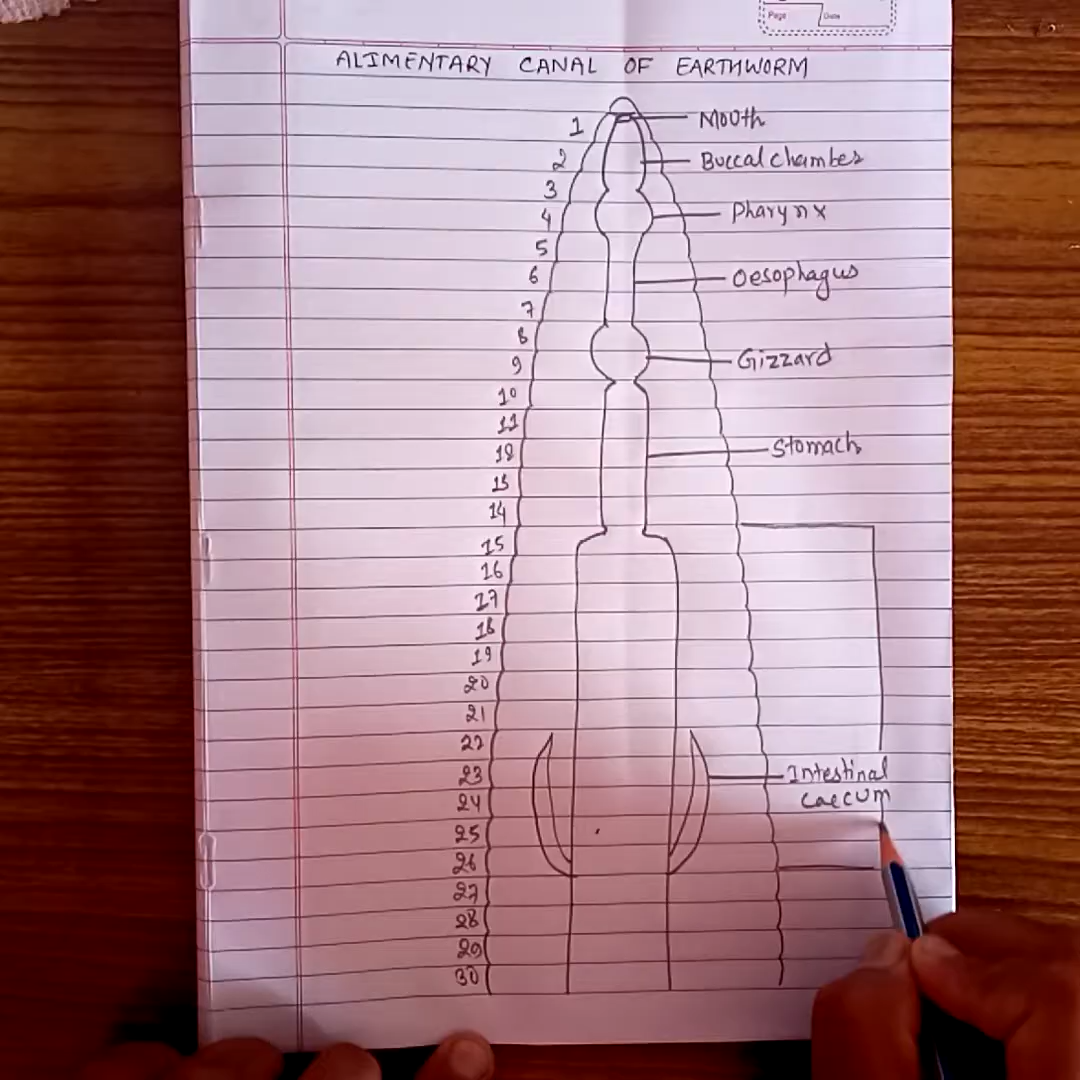 Page
Date
ALIMENTARY CANAL OF EARTHWORM
1
Mouth
2
Buccal chamber
3
4
Pharynx
5
6
Oesophagus
7
8
9
Gizzard
10
11
12
Stomach
13
14
15
16
17
18
19
20
21
22
23
Intestinal
24
caecum
25
26
27
28
29
30